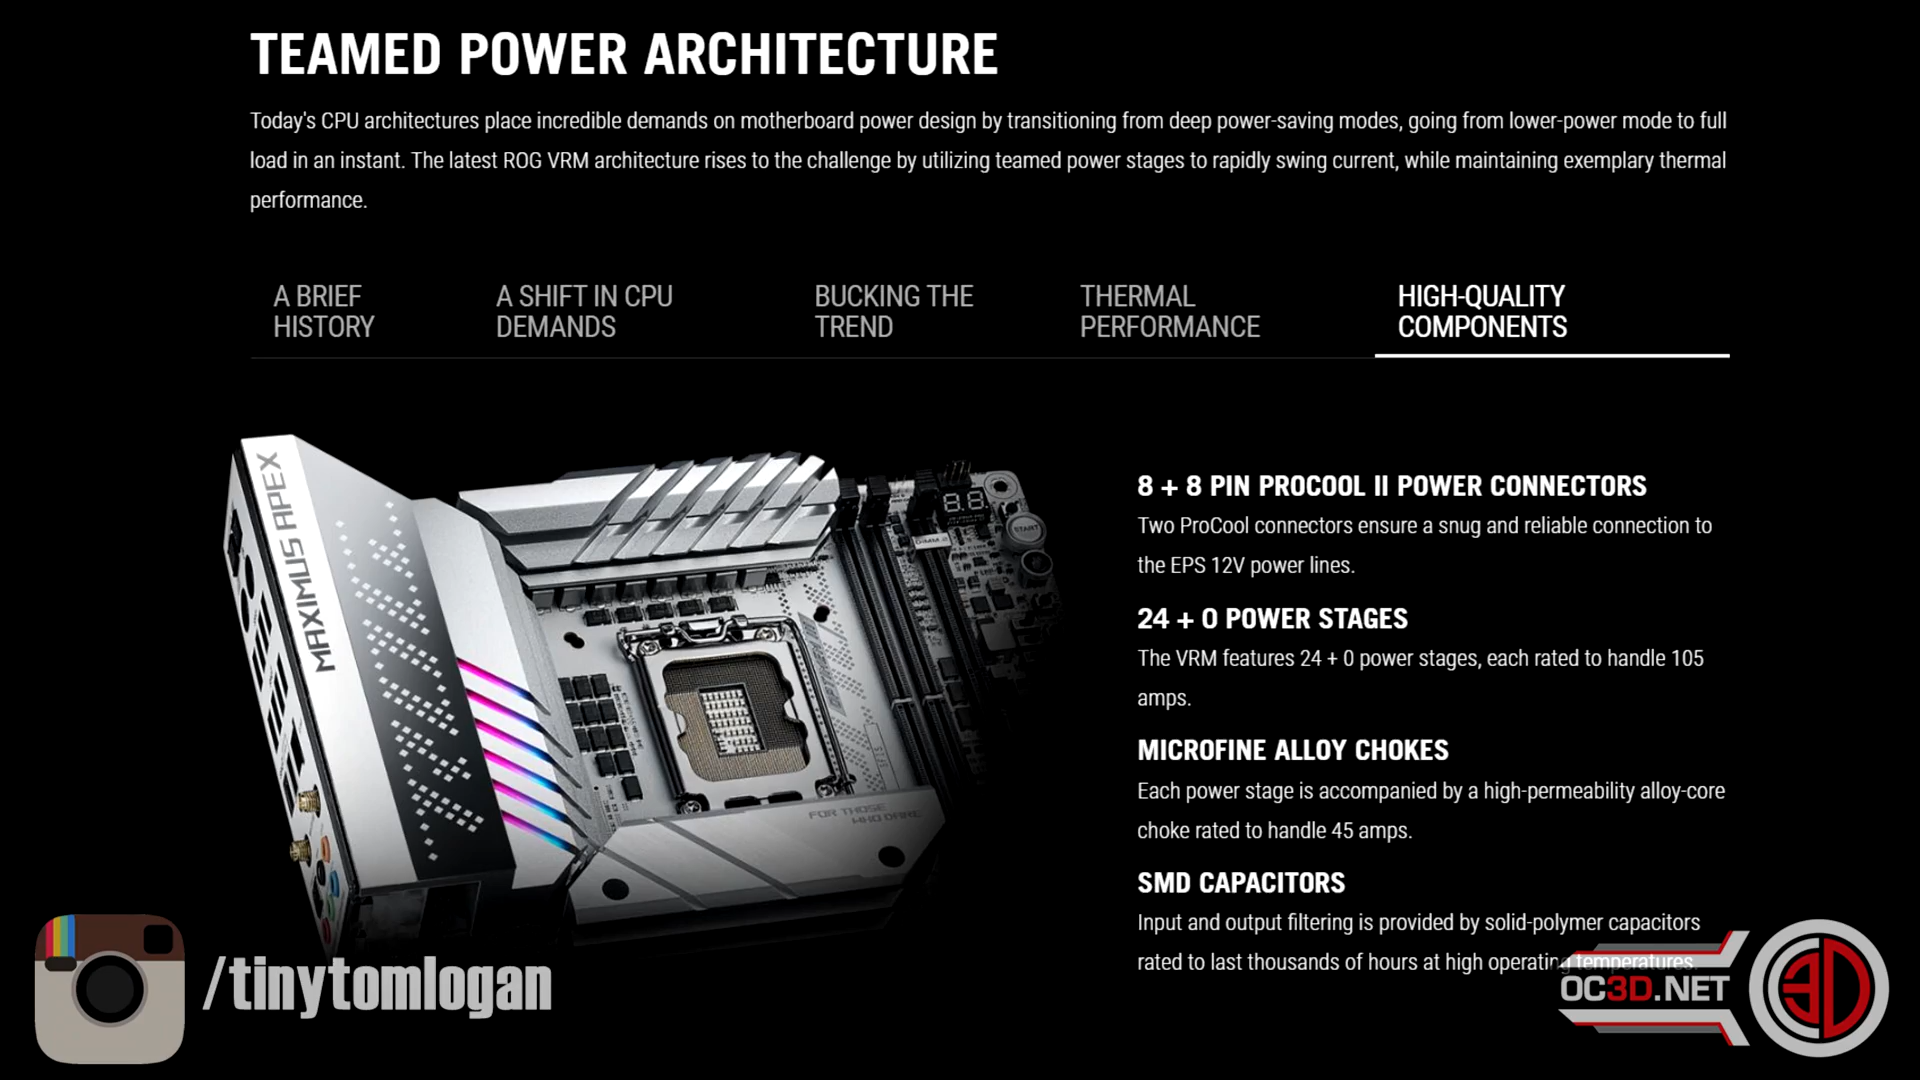 TEAMED POWER ARCHITECTURE
Today's CPU architectures place incredible demands on motherboard power design by transitioning from deep power-saving modes, going from lower-power mode to full
load in an instant. The latest ROG VRM architecture rises to the challenge by utilizing teamed power stages to rapidly swing current, while maintaining exemplary thermal
performance.
A BRIEF
HISTORY
A SHIFT IN CPU
DEMANDS
BUCKING THE
TREND
THERMAL
PERFORMANCE
HIGH-QUALITY
COMPONENTS
MAXIMUS APEX
8.8
START
DIMM.2
FOR THOSE
WHO DARE
8 + 8 PIN PROCOOL II POWER CONNECTORS
Two ProCool connectors ensure a snug and reliable connection to
the EPS 12V power lines.
24 + 0 POWER STAGES
The VRM features 24 + 0 power stages, each rated to handle 105
amps.
MICROFINE ALLOY CHOKES
Each power stage is accompanied by a high-permeability alloy-core
choke rated to handle 45 amps.
SMD CAPACITORS
Input and output filtering is provided by solid-polymer capacitors
rated to last thousands of hours at high operating temperatures.
/tinytomlogan
OC3D.NET
3D